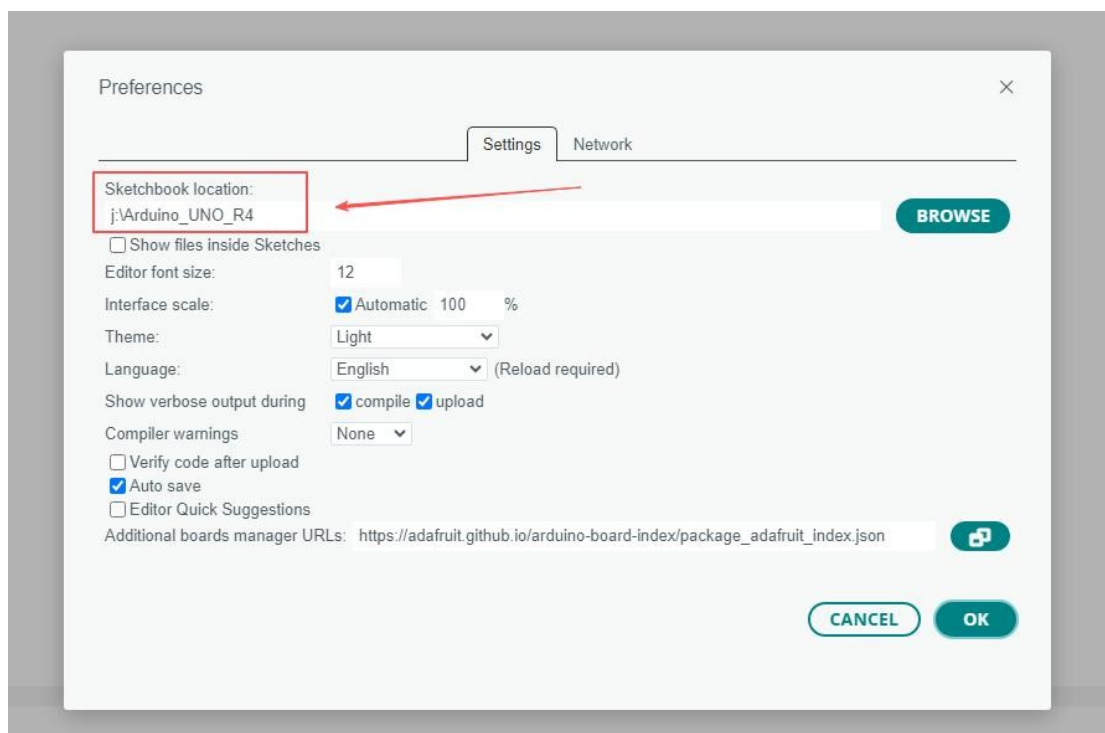 Preferences
Settings Network
Sketchbook location:
j:\Arduino_UNO_R4
BROWSE
Show files inside Sketches
Editor font size: 12
Interface scale: Automatic 100 %
Theme: Light
Language: English (Reload required)
Show verbose output during compile upload
Compiler warnings None
Verify code after upload
Auto save
Editor Quick Suggestions
Additional boards manager URLs: https://adafruit.github.io/arduino-board-index/package_adafruit_index.json
CANCEL OK